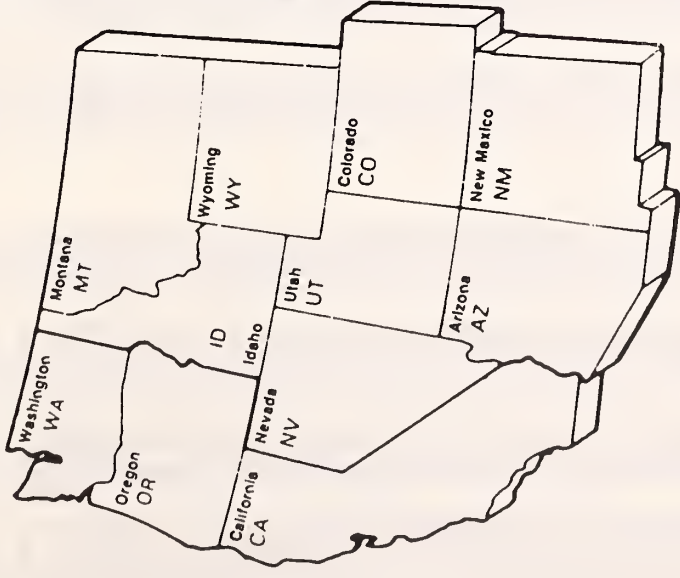 Washington
WA
Montana
MT
Oregon
OR
ID
Idaho
Wyoming
WY
California
CA
Nevada
NV
Utah
UT
Colorado
CO
Arizona
AZ
New Mexico
NM